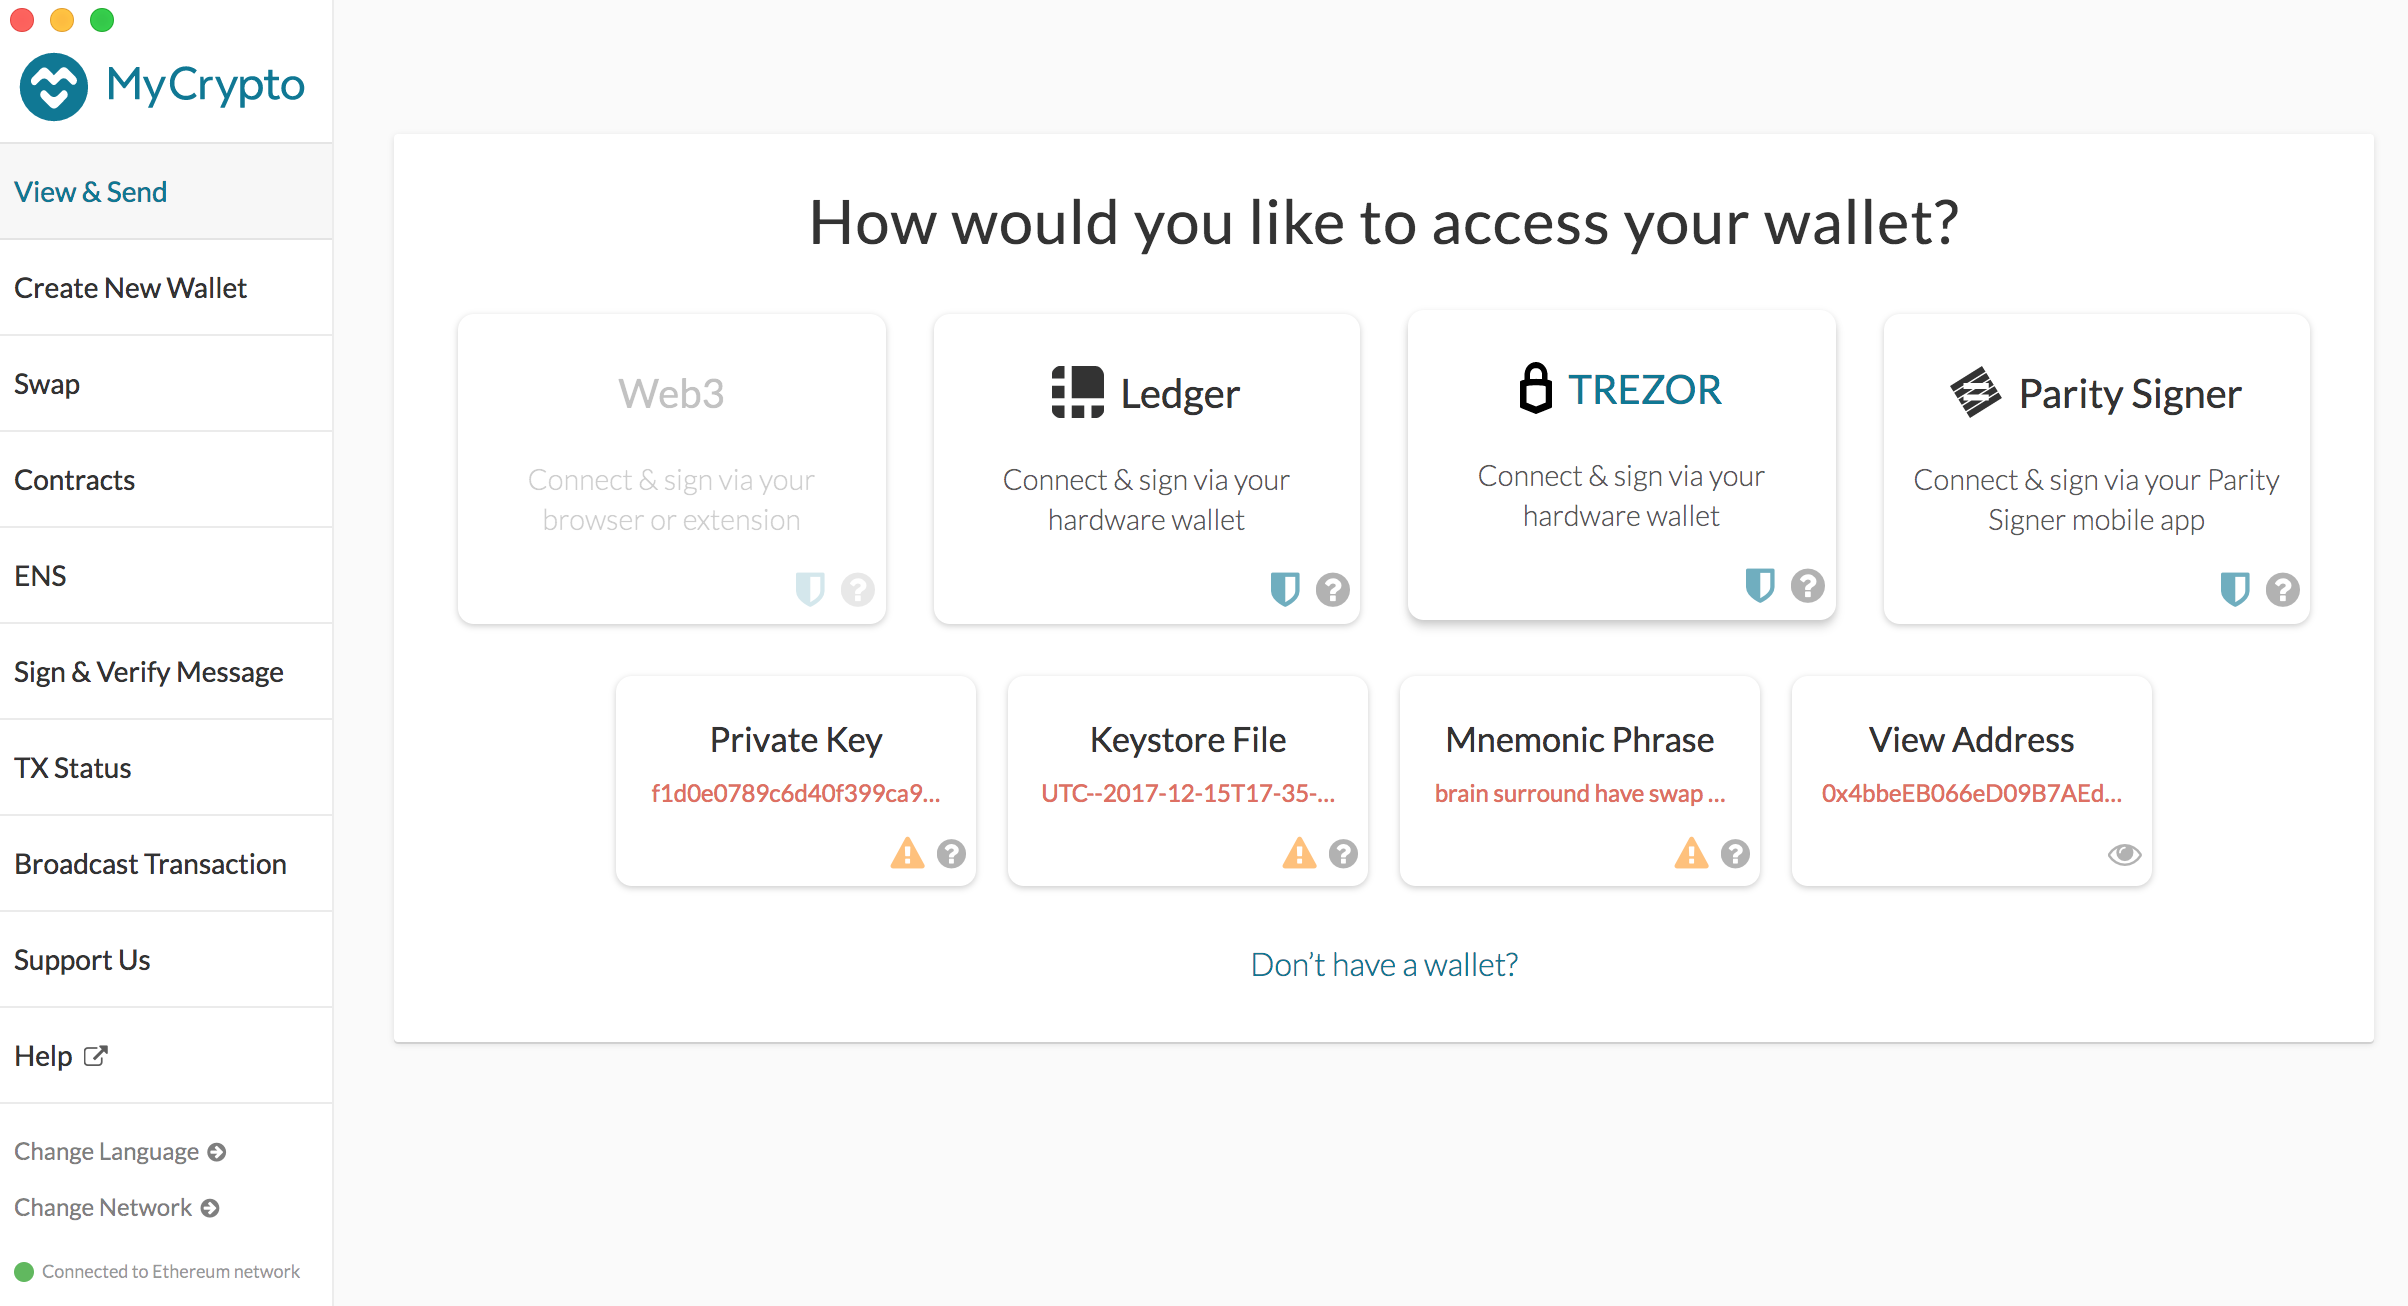 MyCrypto
View & Send
Create New Wallet
Swap
Contracts
ENS
Sign & Verify Message
TX Status
Broadcast Transaction
Support Us
Help
Change Language
Change Network
Connected to Ethereum network
How would you like to access your wallet?
Web3
Connect & sign via your
browser or extension
Ledger
Connect & sign via your
hardware wallet
TREZOR
Connect & sign via your
hardware wallet
Parity Signer
Connect & sign via your Parity
Signer mobile app
Private Key
f1d0e0789c6d40f399ca9...
Keystore File
UTC--2017-12-15T17-35-...
Mnemonic Phrase
brain surround have swap ...
View Address
0x4bbeEB066eD09B7AEd...
Don’t have a wallet?